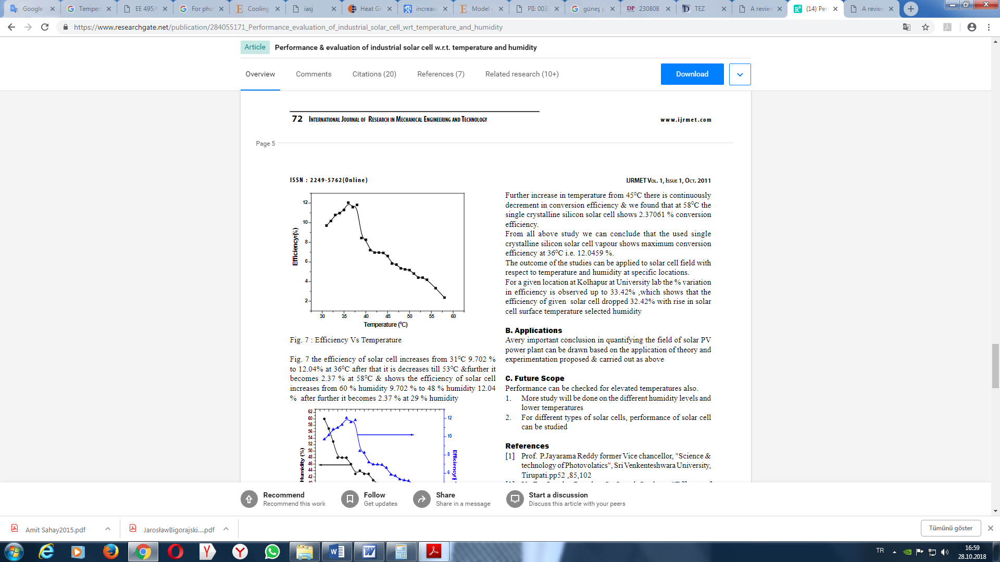 Google
Tempera
EE 495/
For pho
Cooling
iasj
Heat Ge
increasi
Model c
PII: 003
güneş p
DP 230808
TEZ
A review
(14) Per
A review
https://www.researchgate.net/publication/284055171_Performance_evaluation_of_industrial_solar_cell_wrt_temperature_and_humidity
Article Performance & evaluation of industrial solar cell w.r.t. temperature and humidity
Overview Comments Citations (20) References (7) Related research (10+) Download
72 International Journal of Research in Mechanical Engineering and Technology www.ijrmet.com
Page 5
ISSN : 2249-5762(Online) IJRMET Vol. 1, Issue 1, Oct. 2011
12
10
8
6
4
2
Efficiency(%)
30 35 40 45 50 55 60
Temperature (⁰C)
Fig. 7 : Efficiency Vs Temperature
Fig. 7 the efficiency of solar cell increases from 31⁰C 9.702 %
to 12.04% at 36⁰C after that it is decreases till 53⁰C &further it
becomes 2.37 % at 58⁰C & shows the efficiency of solar cell
increases from 60 % humidity 9.702 % to 48 % humidity 12.04
% after further it becomes 2.37 % at 29 % humidity
62
60
58
56
54
52
50
48
46
44
42
Humidity (%)
12
10
8
6
Efficiency(
Further increase in temperature from 45⁰C there is continuously
decrement in conversion efficiency & we found that at 58⁰C the
single crystalline silicon solar cell shows 2.37061 % conversion
efficiency.
From all above study we can conclude that the used single
crystalline silicon solar cell vapour shows maximum conversion
efficiency at 36⁰C i.e. 12.0459 %.
The outcome of the studies can be applied to solar cell field with
respect to temperature and humidity at specific locations.
For a given location at Kolhapur at University lab the % variation
in efficiency is observed up to 33.42% ,which shows that the
efficiency of given solar cell dropped 32.42% with rise in solar
cell surface temperature selected humidity
B. Applications
Avery important conclusion in quantifying the field of solar PV
power plant can be drawn based on the application of theory and
experimentation proposed & carried out as above
C. Future Scope
Performance can be checked for elevated temperatures also.
1. More study will be done on the different humidity levels and
lower temperatures
2. For different types of solar cells, performance of solar cell
can be studied
References
[1] Prof. P.Jayarama Reddy former Vice chancellor, "Science &
technology of Photovolatics", Sri Venkenteshwara University,
Tirupati.pp52 ,85,102
Recommend
Recommend this work
Follow
Get updates
Share
Share in a message
Start a discussion
Discuss this article with your peers
Amit Sahay2015.pdf
JarosławBigorajski....pdf
Tümünü göster
TR
16:59
28.10.2018